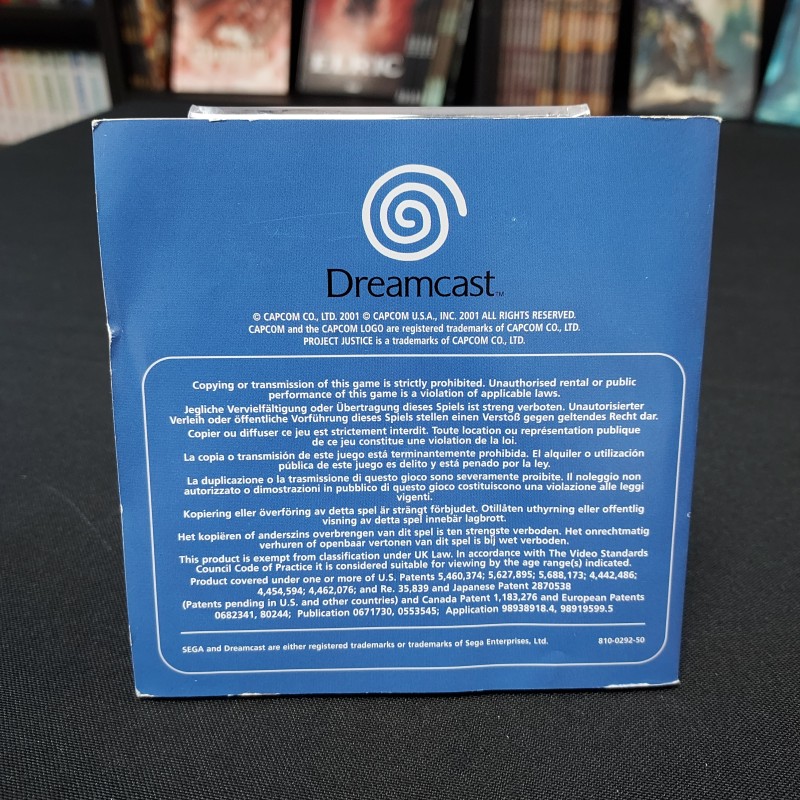 Dreamcast™
© CAPCOM CO., LTD. 2001 © CAPCOM U.S.A., INC. 2001 ALL RIGHTS RESERVED.
CAPCOM and the CAPCOM LOGO are registered trademarks of CAPCOM CO., LTD.
PROJECT JUSTICE is a trademark of CAPCOM CO., LTD.
Copying or transmission of this game is strictly prohibited. Unauthorised rental or public
performance of this game is a violation of applicable laws.
Jegliche Vervielfältigung oder Übertragung dieses Spiels ist streng verboten. Unautorisierter
Verleih oder öffentliche Vorführung dieses Spiels stellen einen Verstoß gegen geltendes Recht dar.
Copier ou diffuser ce jeu est strictement interdit. Toute location ou représentation publique
de ce jeu constitue une violation de la loi.
La copia o transmisión de este juego está terminantemente prohibida. El alquiler o utilización
pública de este juego es delito y está penado por la ley.
La duplicazione o la trasmissione di questo gioco sono severamente proibite. Il noleggio non
autorizzato o dimostrazioni in pubblico di questo gioco costituiscono una violazione alle leggi
vigenti.
Kopiering eller överföring av detta spel är strängt förbjudet. Otillåten uthyrning eller offentlig
visning av detta spel innebär lagbrott.
Het kopiëren of anderszins overbrengen van dit spel is ten strengste verboden. Het onrechtmatig
verhuren of openbaar vertonen van dit spel is bij wet verboden.
This product is exempt from classification under UK Law. In accordance with The Video Standards
Council Code of Practice it is considered suitable for viewing by the age range(s) indicated.
Product covered under one or more of U.S. Patents 5,460,374; 5,627,895; 5,688,173; 4,442,486;
4,454,594; 4,462,076; and Re. 35,839 and Japanese Patent 2870538
(Patents pending in U.S. and other countries) and Canada Patent 1,183,276 and European Patents
0682341, 80244; Publication 0671730, 0553545; Application 98938918.4, 98919599.5
SEGA and Dreamcast are either registered trademarks or trademarks of Sega Enterprises, Ltd.
810-0292-50